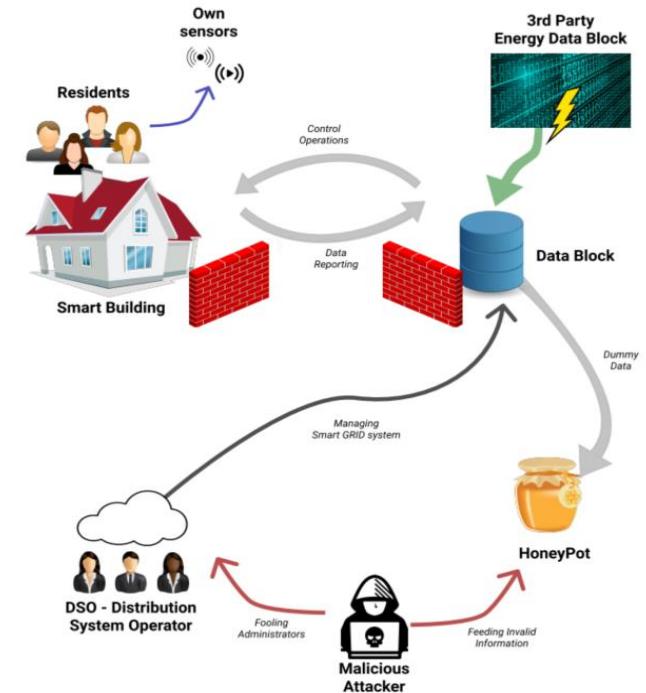 Own
sensors
3rd Party
Energy Data Block
Residents
Control
Operations
Data
Reporting
Data Block
Smart Building
Dummy
Data
Managing
Smart GRID system
HoneyPot
DSO - Distribution
System Operator
Fooling
Administrators
Feeding Invalid
Information
Malicious
Attacker